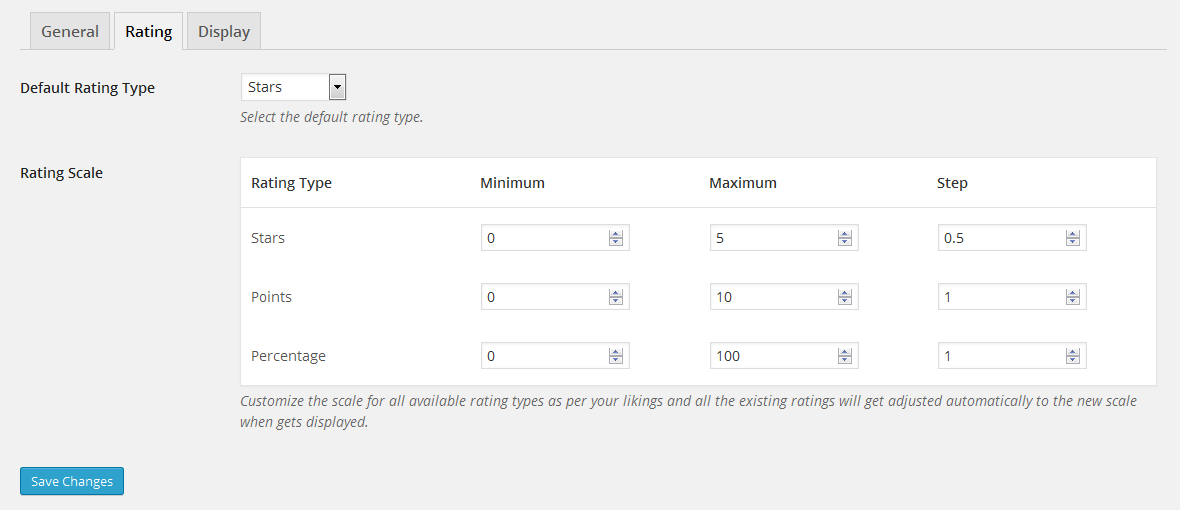 General Rating Display
Default Rating Type Stars
Select the default rating type.
Rating Scale Rating Type Minimum Maximum Step
Stars 0 5 0.5
Points 0 10 1
Percentage 0 100 1
Customize the scale for all available rating types as per your likings and all the existing ratings will get adjusted automatically to the new scale
when gets displayed.
Save Changes